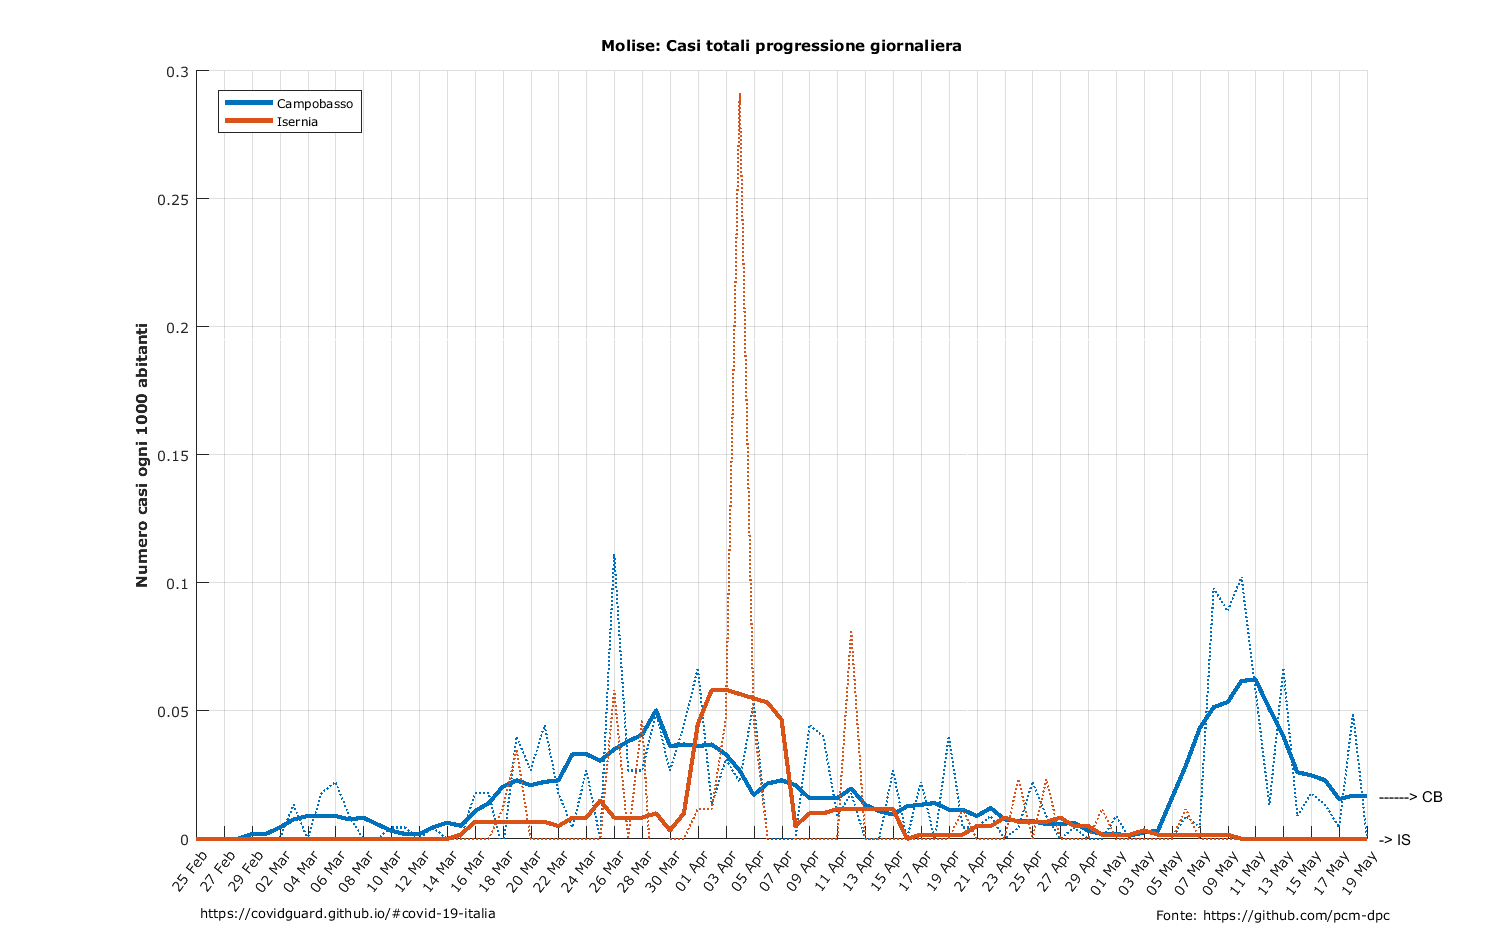 Molise: Casi totali progressione giornaliera
Numero casi ogni 1000 abitanti
0.3
0.25
0.2
0.15
0.1
0.05
0
Campobasso
Isernia
------> CB
-> IS
25 Feb
27 Feb
29 Feb
02 Mar
04 Mar
06 Mar
08 Mar
10 Mar
12 Mar
14 Mar
16 Mar
18 Mar
20 Mar
22 Mar
24 Mar
26 Mar
28 Mar
30 Mar
01 Apr
03 Apr
05 Apr
07 Apr
09 Apr
11 Apr
13 Apr
15 Apr
17 Apr
19 Apr
21 Apr
23 Apr
25 Apr
27 Apr
29 Apr
01 May
03 May
05 May
07 May
09 May
11 May
13 May
15 May
17 May
19 May
https://covidguard.github.io/#covid-19-italia
Fonte: https://github.com/pcm-dpc